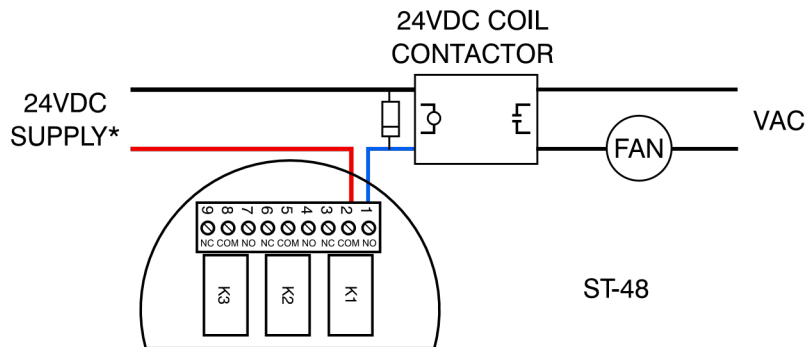 24VDC COIL
CONTACTOR
24VDC
SUPPLY*
VAC
FAN
9 8 7 6 5 4 3 2 1
NC COM NO NC COM NO NC COM NO
K3 K2 K1
ST-48